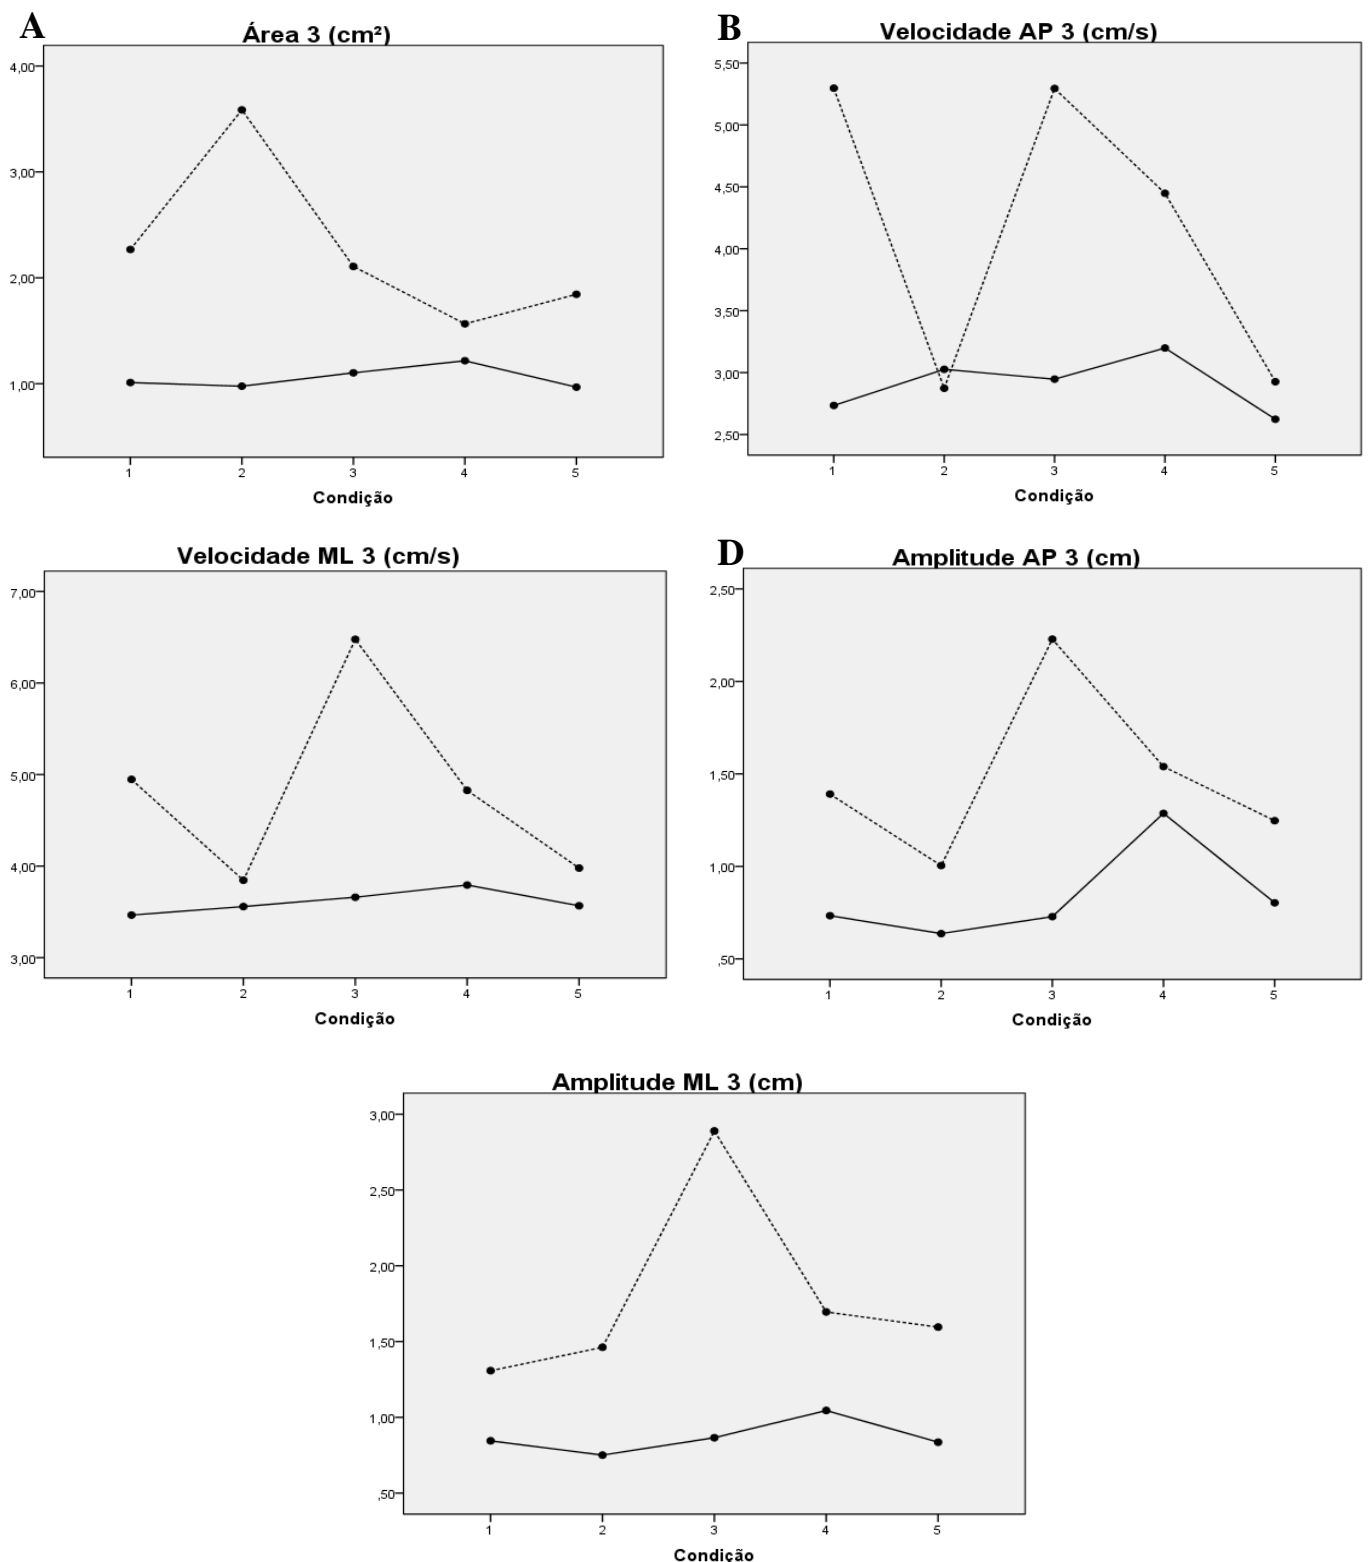 A
Área 3 (cm²)
4,00
3,00
2,00
1,00
1 2 3 4 5
Condição
B
Velocidade AP 3 (cm/s)
5,50
5,00
4,50
4,00
3,50
3,00
2,50
1 2 3 4 5
Condição
Velocidade ML 3 (cm/s)
7,00
6,00
5,00
4,00
3,00
1 2 3 4 5
Condição
D
Amplitude AP 3 (cm)
2,50
2,00
1,50
1,00
,50
1 2 3 4 5
Condição
Amplitude ML 3 (cm)
3,00
2,50
2,00
1,50
1,00
,50
1 2 3 4 5
Condição